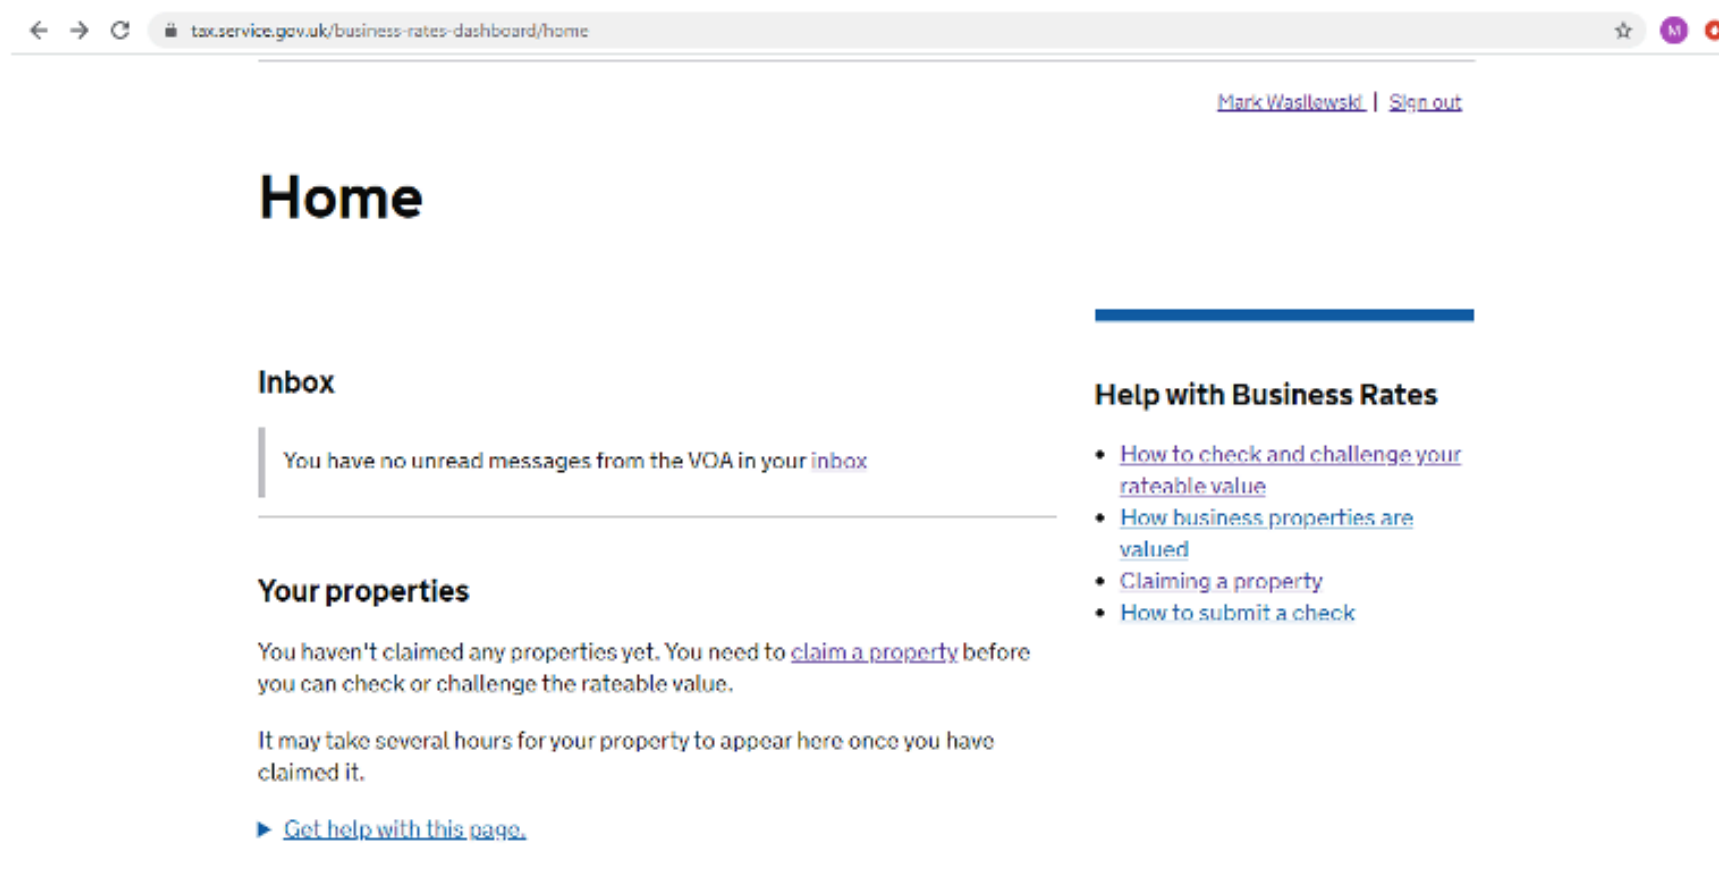 tax.service.gov.uk/business-rates-dashboard/home
M
Mark Wasilewski | Sign out
Home
Inbox
You have no unread messages from the VOA in your inbox
Your properties
You haven't claimed any properties yet. You need to claim a property before
you can check or challenge the rateable value.
It may take several hours for your property to appear here once you have
claimed it.
Get help with this page.
Help with Business Rates
How to check and challenge your
rateable value
How business properties are
valued
Claiming a property
How to submit a check